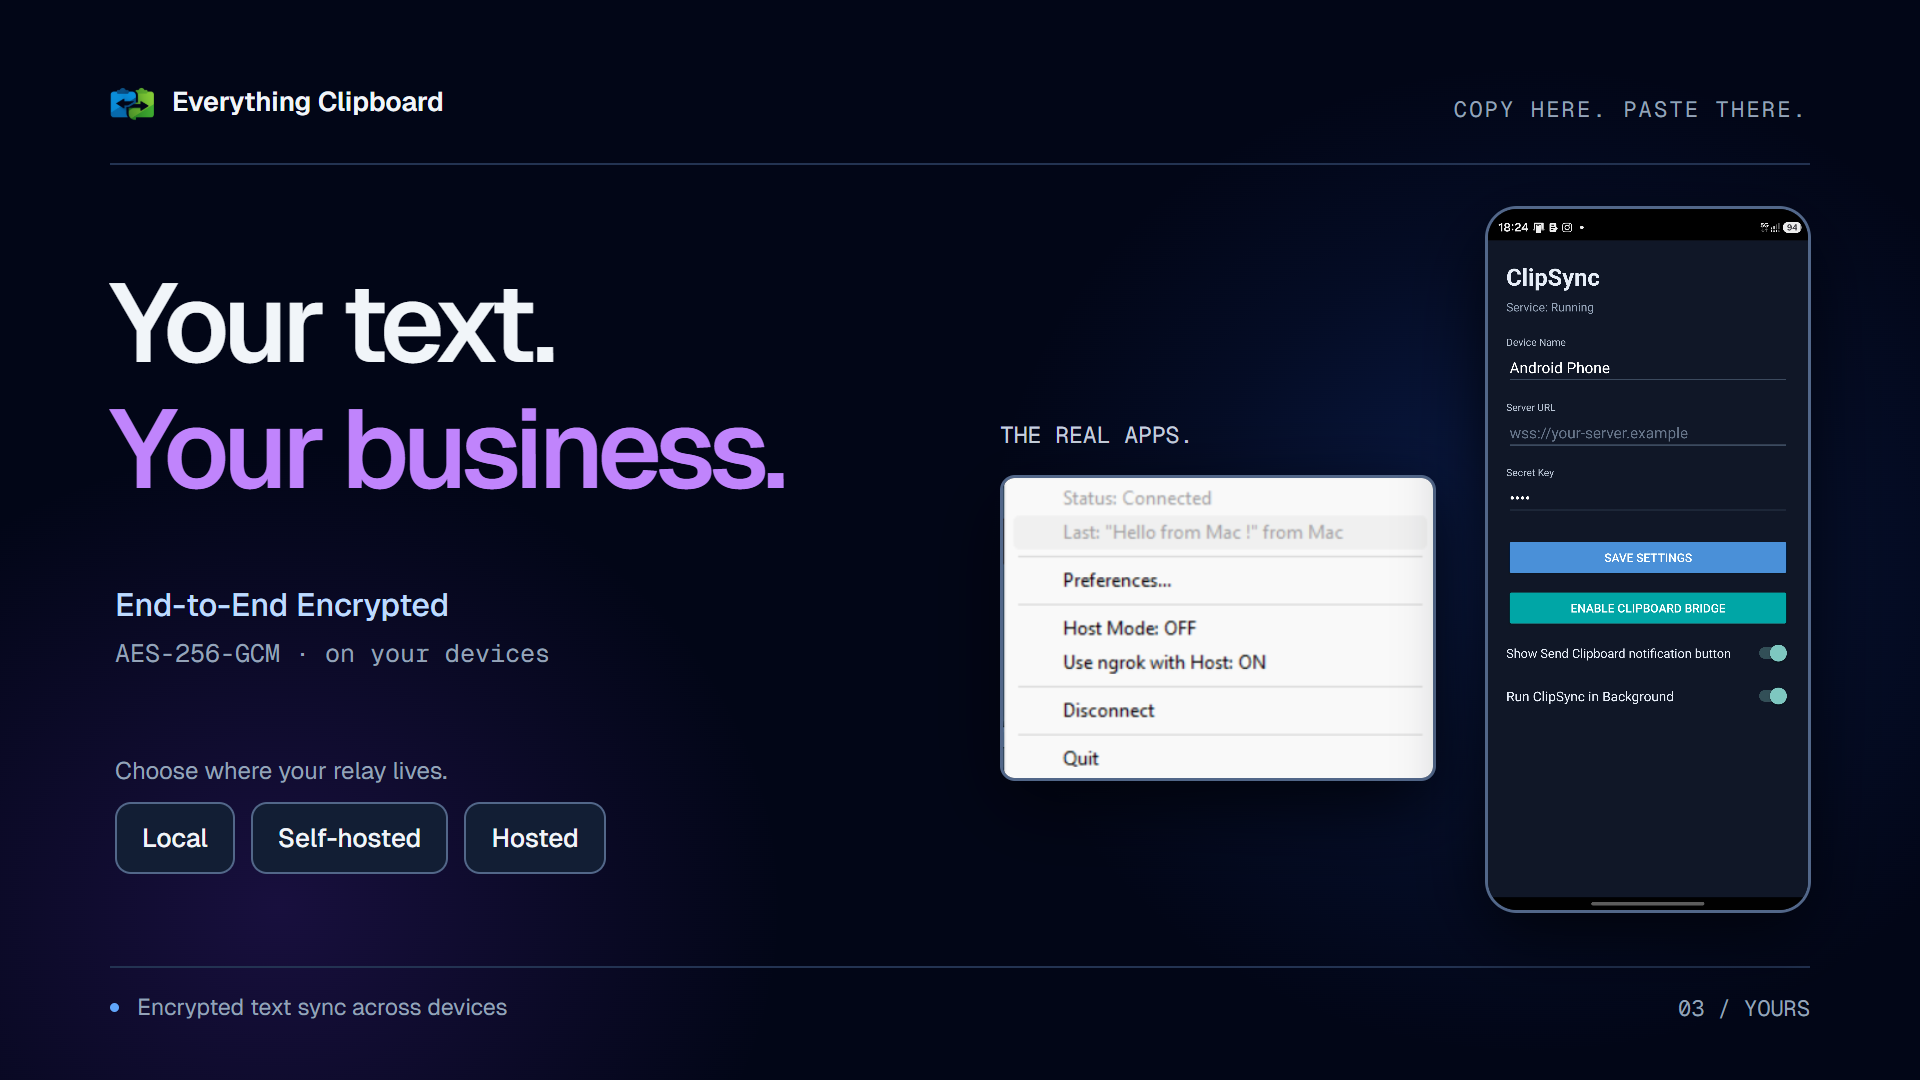 Everything Clipboard
COPY HERE. PASTE THERE.
Your text.
Your business.
End-to-End Encrypted
AES-256-GCM · on your devices
Choose where your relay lives.
Local
Self-hosted
Hosted
THE REAL APPS.
Status: Connected
Last: "Hello from Mac !" from Mac
Preferences...
Host Mode: OFF
Use ngrok with Host: ON
Disconnect
Quit
18:24
94
ClipSync
Service: Running
Device Name
Android Phone
Server URL
wss://your-server.example
Secret Key
••••
SAVE SETTINGS
ENABLE CLIPBOARD BRIDGE
Show Send Clipboard notification button
Run ClipSync in Background
Encrypted text sync across devices
03 / YOURS